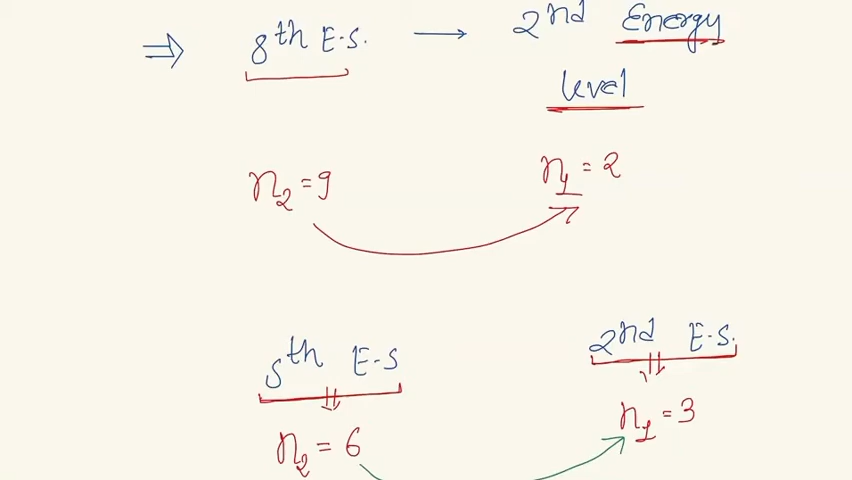 ⇒ 8th E.S. → 2nd Energy
level
n₂ = 9 n₁ = 2
5th E-S 2nd E.S.
n₂ = 6 n₁ = 3